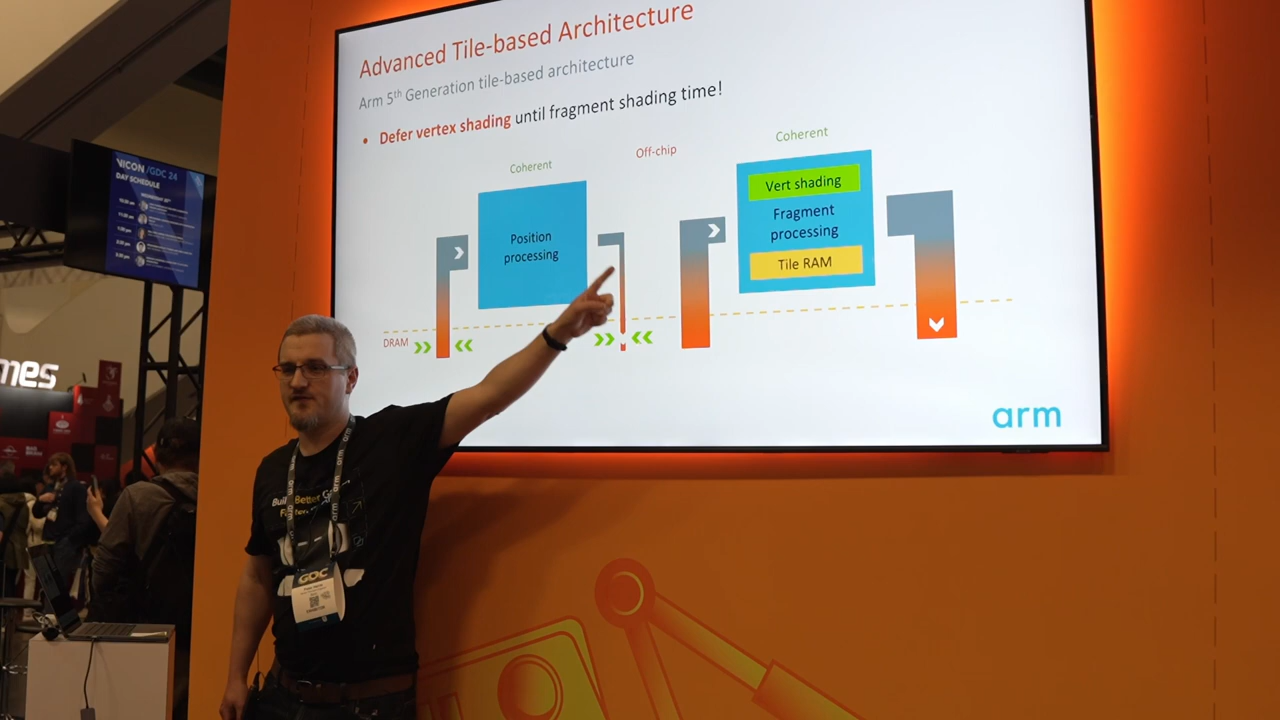 Advanced Tile-based Architecture
Arm 5th Generation tile-based architecture
• Defer vertex shading until fragment shading time!
Coherent
Off-chip
Coherent
Position
processing
Vert shading
Fragment
processing
Tile RAM
DRAM
arm
VICON/GDC 24
DAY SCHEDULE
mes
arm
Better
GDC